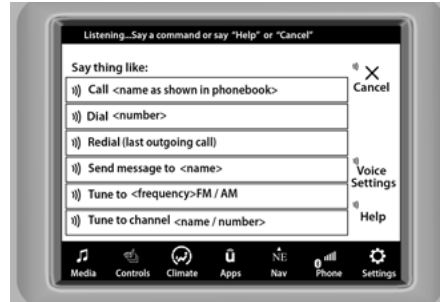 Listening...Say a command or say “Help” or “Cancel”
Say thing like:
Cancel
Call <name as shown in phonebook>
Dial <number>
Redial (last outgoing call)
Send message to <name>
Voice
Settings
Tune to <frequency>FM / AM
Tune to channel <name / number>
Help
ū NE
Media Controls Climate Apps Nav Phone Settings